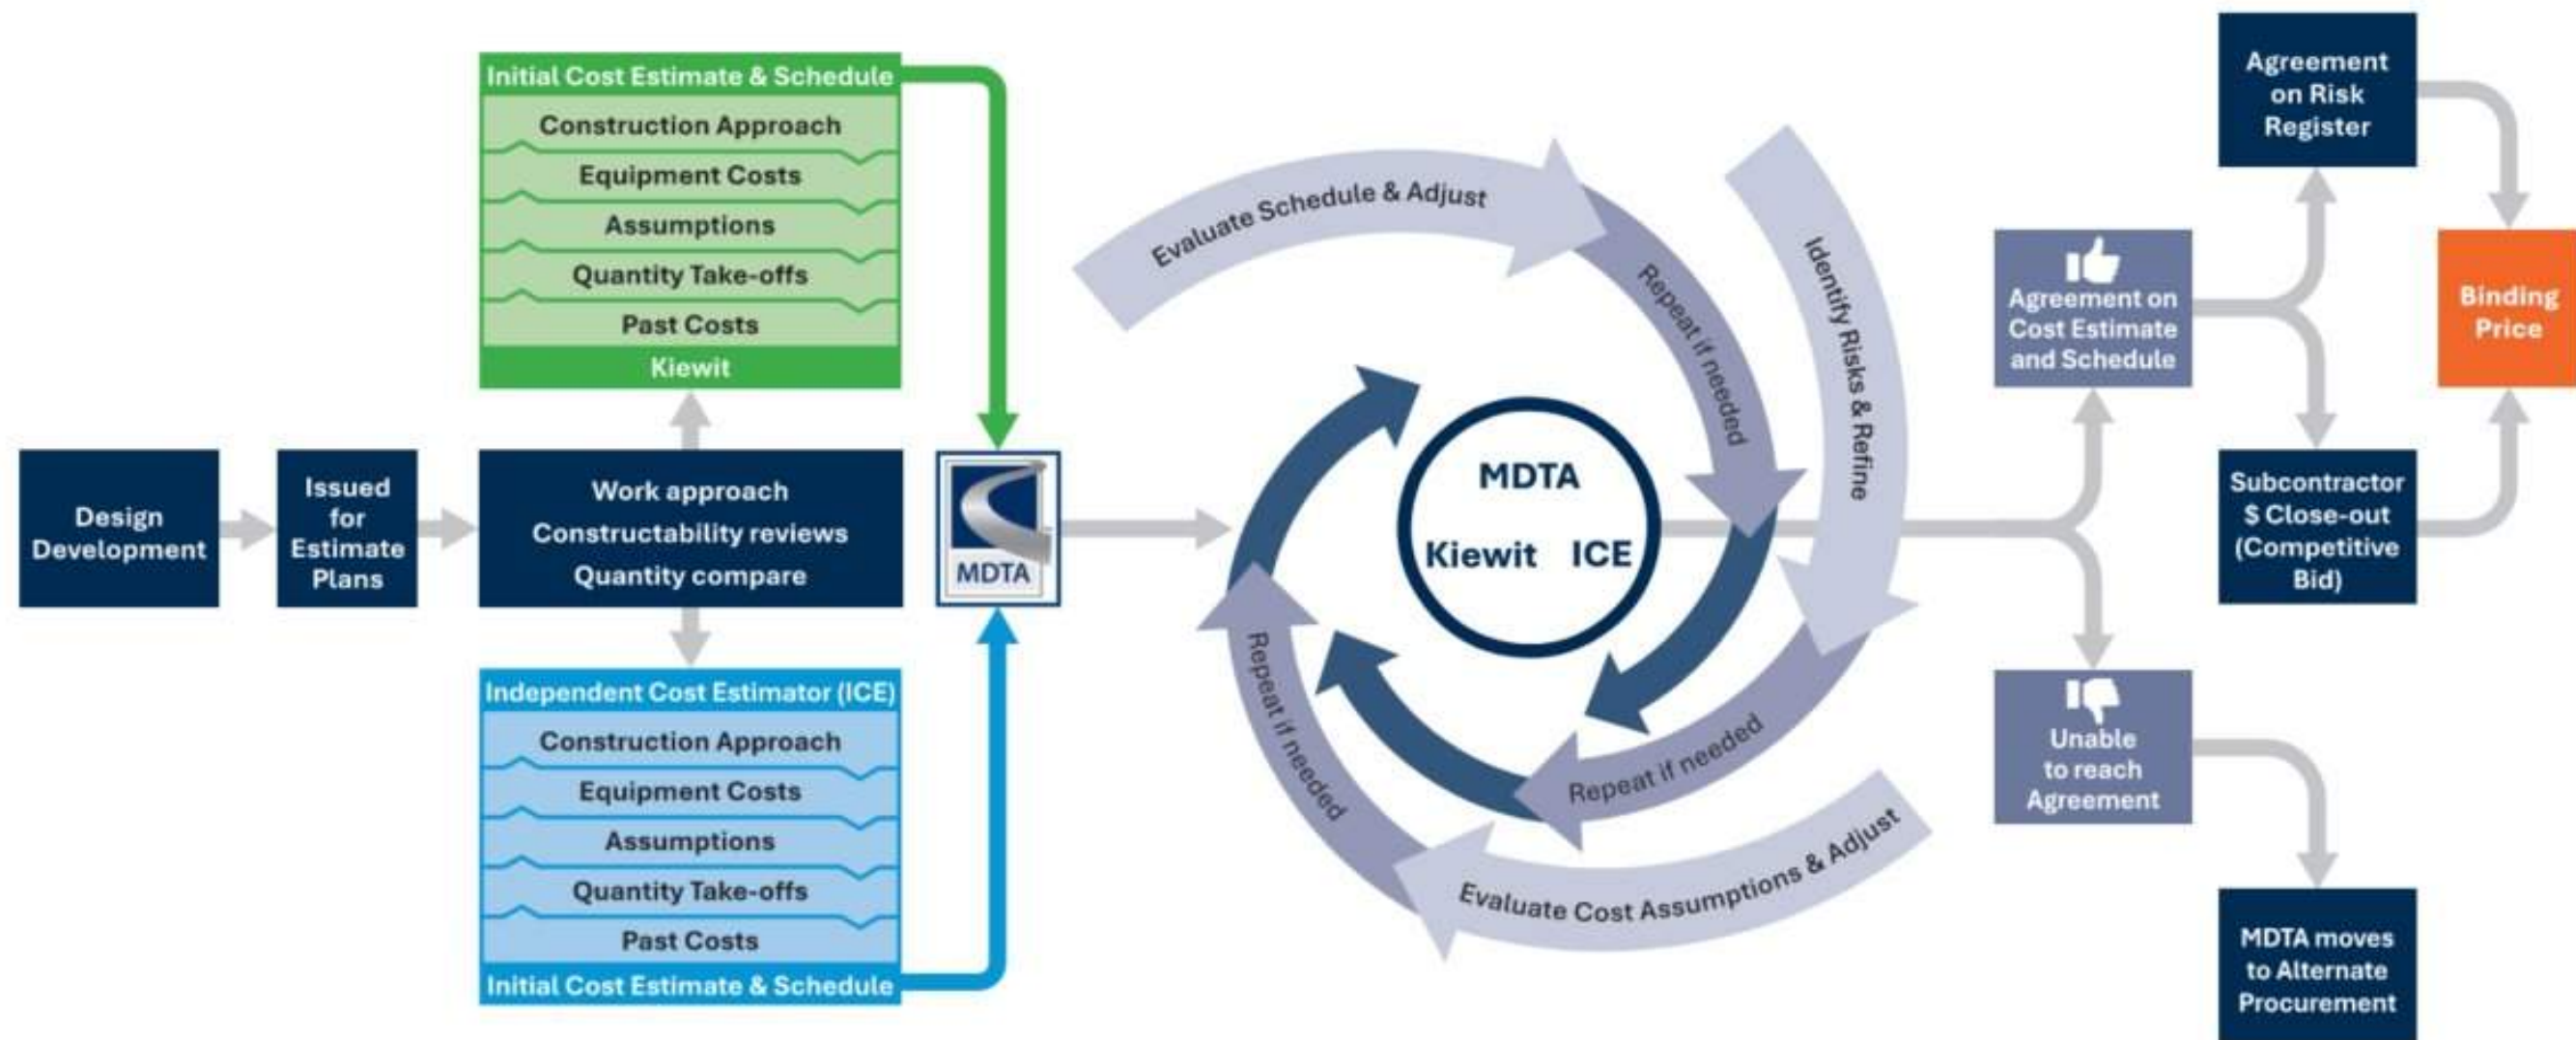 Design
Development
Issued
for
Estimate
Plans
Initial Cost Estimate & Schedule
Construction Approach
Equipment Costs
Assumptions
Quantity Take-offs
Past Costs
Kiewit
Work approach
Constructability reviews
Quantity compare
Independent Cost Estimator (ICE)
Construction Approach
Equipment Costs
Assumptions
Quantity Take-offs
Past Costs
Initial Cost Estimate & Schedule
MDTA
Evaluate Schedule & Adjust
Repeat if needed
Identify Risks & Refine
Repeat if needed
Evaluate Cost Assumptions & Adjust
Repeat if needed
MDTA
Kiewit ICE
Agreement on
Cost Estimate
and Schedule
Unable
to reach
Agreement
Agreement
on Risk
Register
Subcontractor
$ Close-out
(Competitive
Bid)
Binding
Price
MDTA moves
to Alternate
Procurement